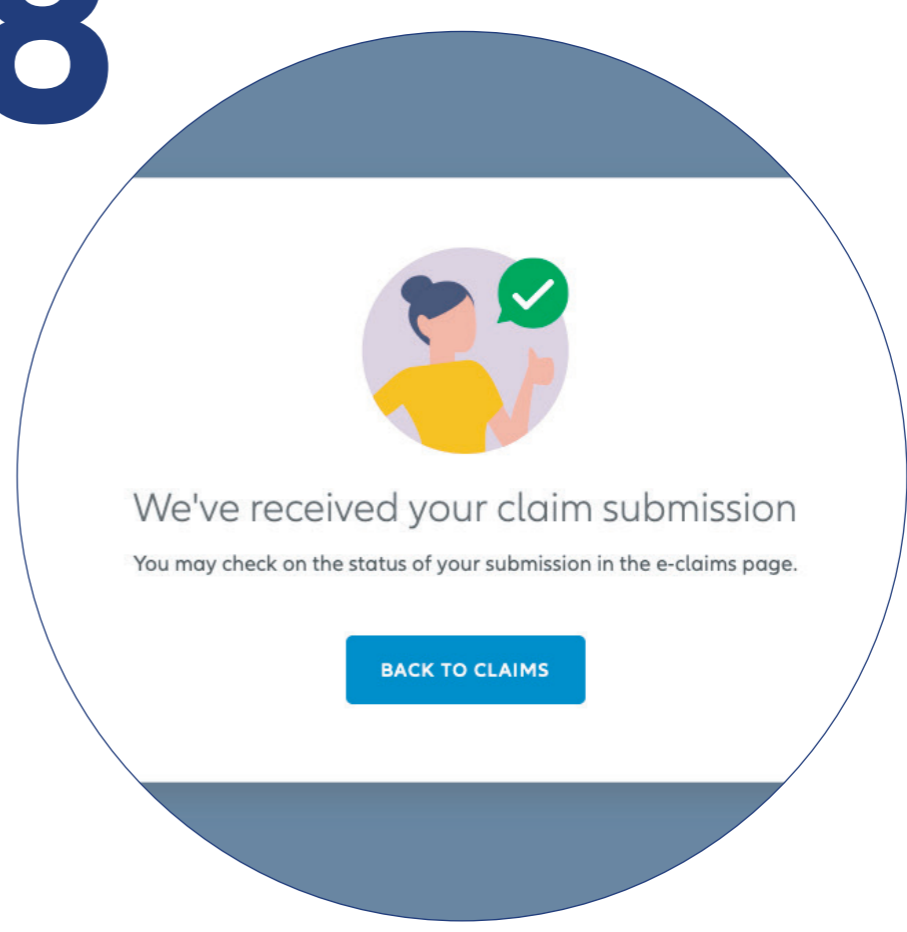 8
We've received your claim submission
You may check on the status of your submission in the e-claims page.
BACK TO CLAIMS